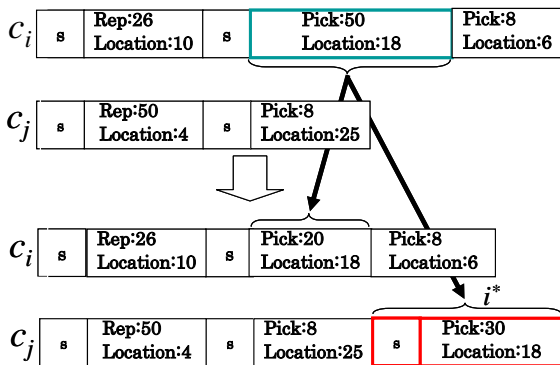 c_i s Rep:26 Location:10 s Pick:50 Location:18 Pick:8 Location:6
c_j s Rep:50 Location:4 s Pick:8 Location:25
c_i s Rep:26 Location:10 s Pick:20 Location:18 Pick:8 Location:6
i*
c_j s Rep:50 Location:4 s Pick:8 Location:25 s Pick:30 Location:18